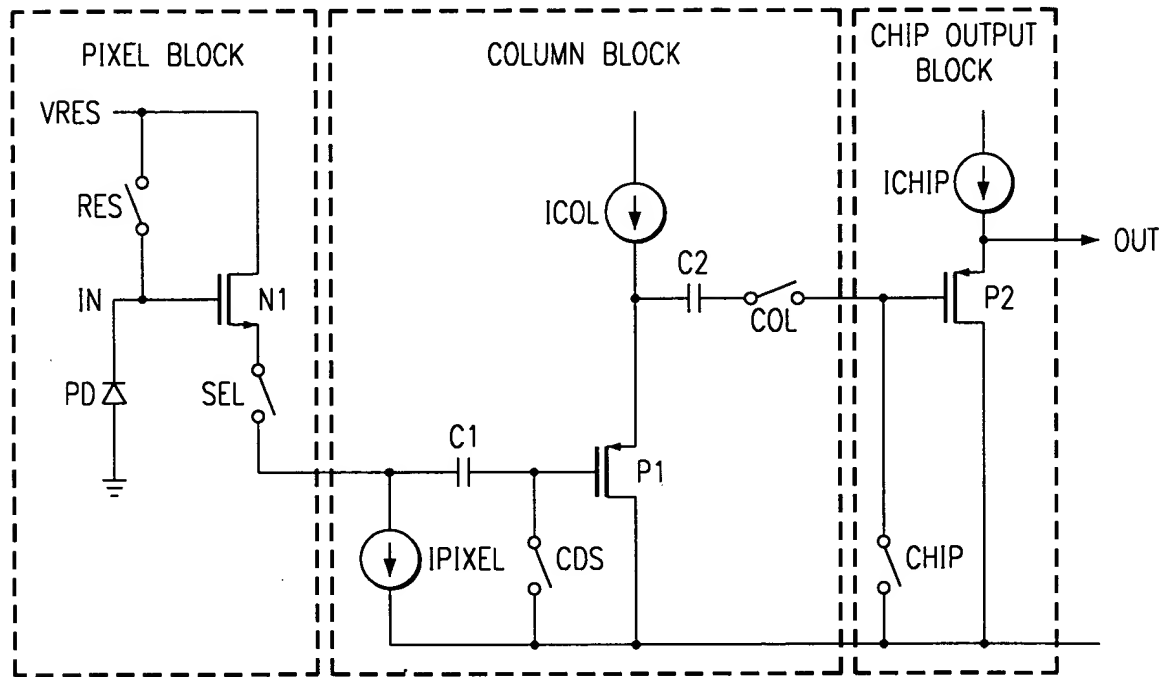 PIXEL BLOCK
COLUMN BLOCK
CHIP OUTPUT
BLOCK
VRES
RES
IN
N1
PD
SEL
C1
IPIXEL
CDS
P1
ICOL
C2
COL
ICHIP
OUT
P2
CHIP